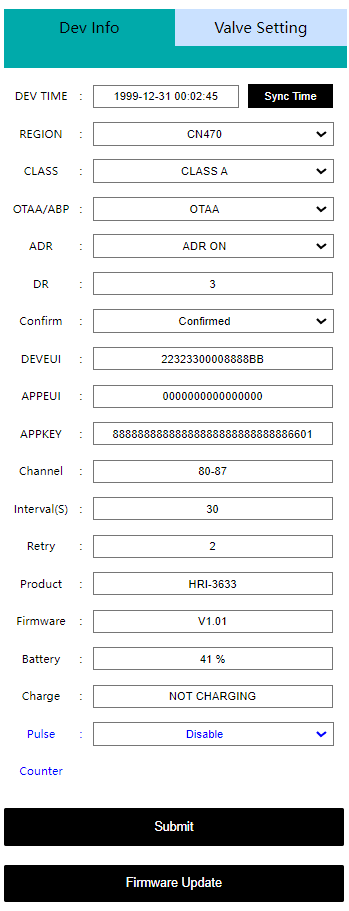 Dev Info Valve Setting
DEV TIME : 1999-12-31 00:02:45 Sync Time
REGION : CN470
CLASS : CLASS A
OTAA/ABP : OTAA
ADR : ADR ON
DR : 3
Confirm : Confirmed
DEVEUI : 22323300008888BB
APPEUI : 0000000000000000
APPKEY : 88888888888888888888888888886601
Channel : 80-87
Interval(S) : 30
Retry : 2
Product : HRI-3633
Firmware : V1.01
Battery : 41 %
Charge : NOT CHARGING
Pulse : Disable
Counter
Submit
Firmware Update